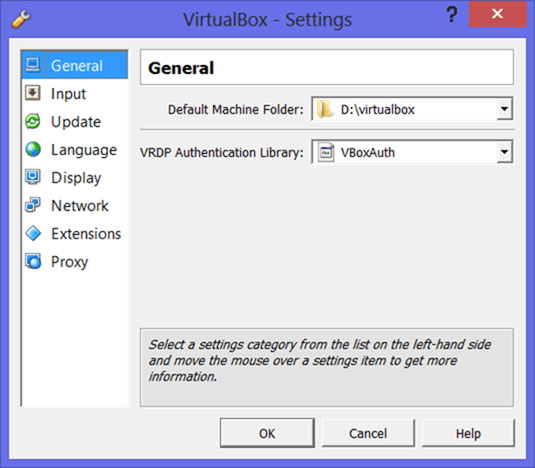 VirtualBox - Settings
?
General
Input
Update
Language
Display
Network
Extensions
Proxy
General
Default Machine Folder: D:\virtualbox
VRDP Authentication Library: VBoxAuth
Select a settings category from the list on the left-hand side
and move the mouse over a settings item to get more
information.
OK Cancel Help